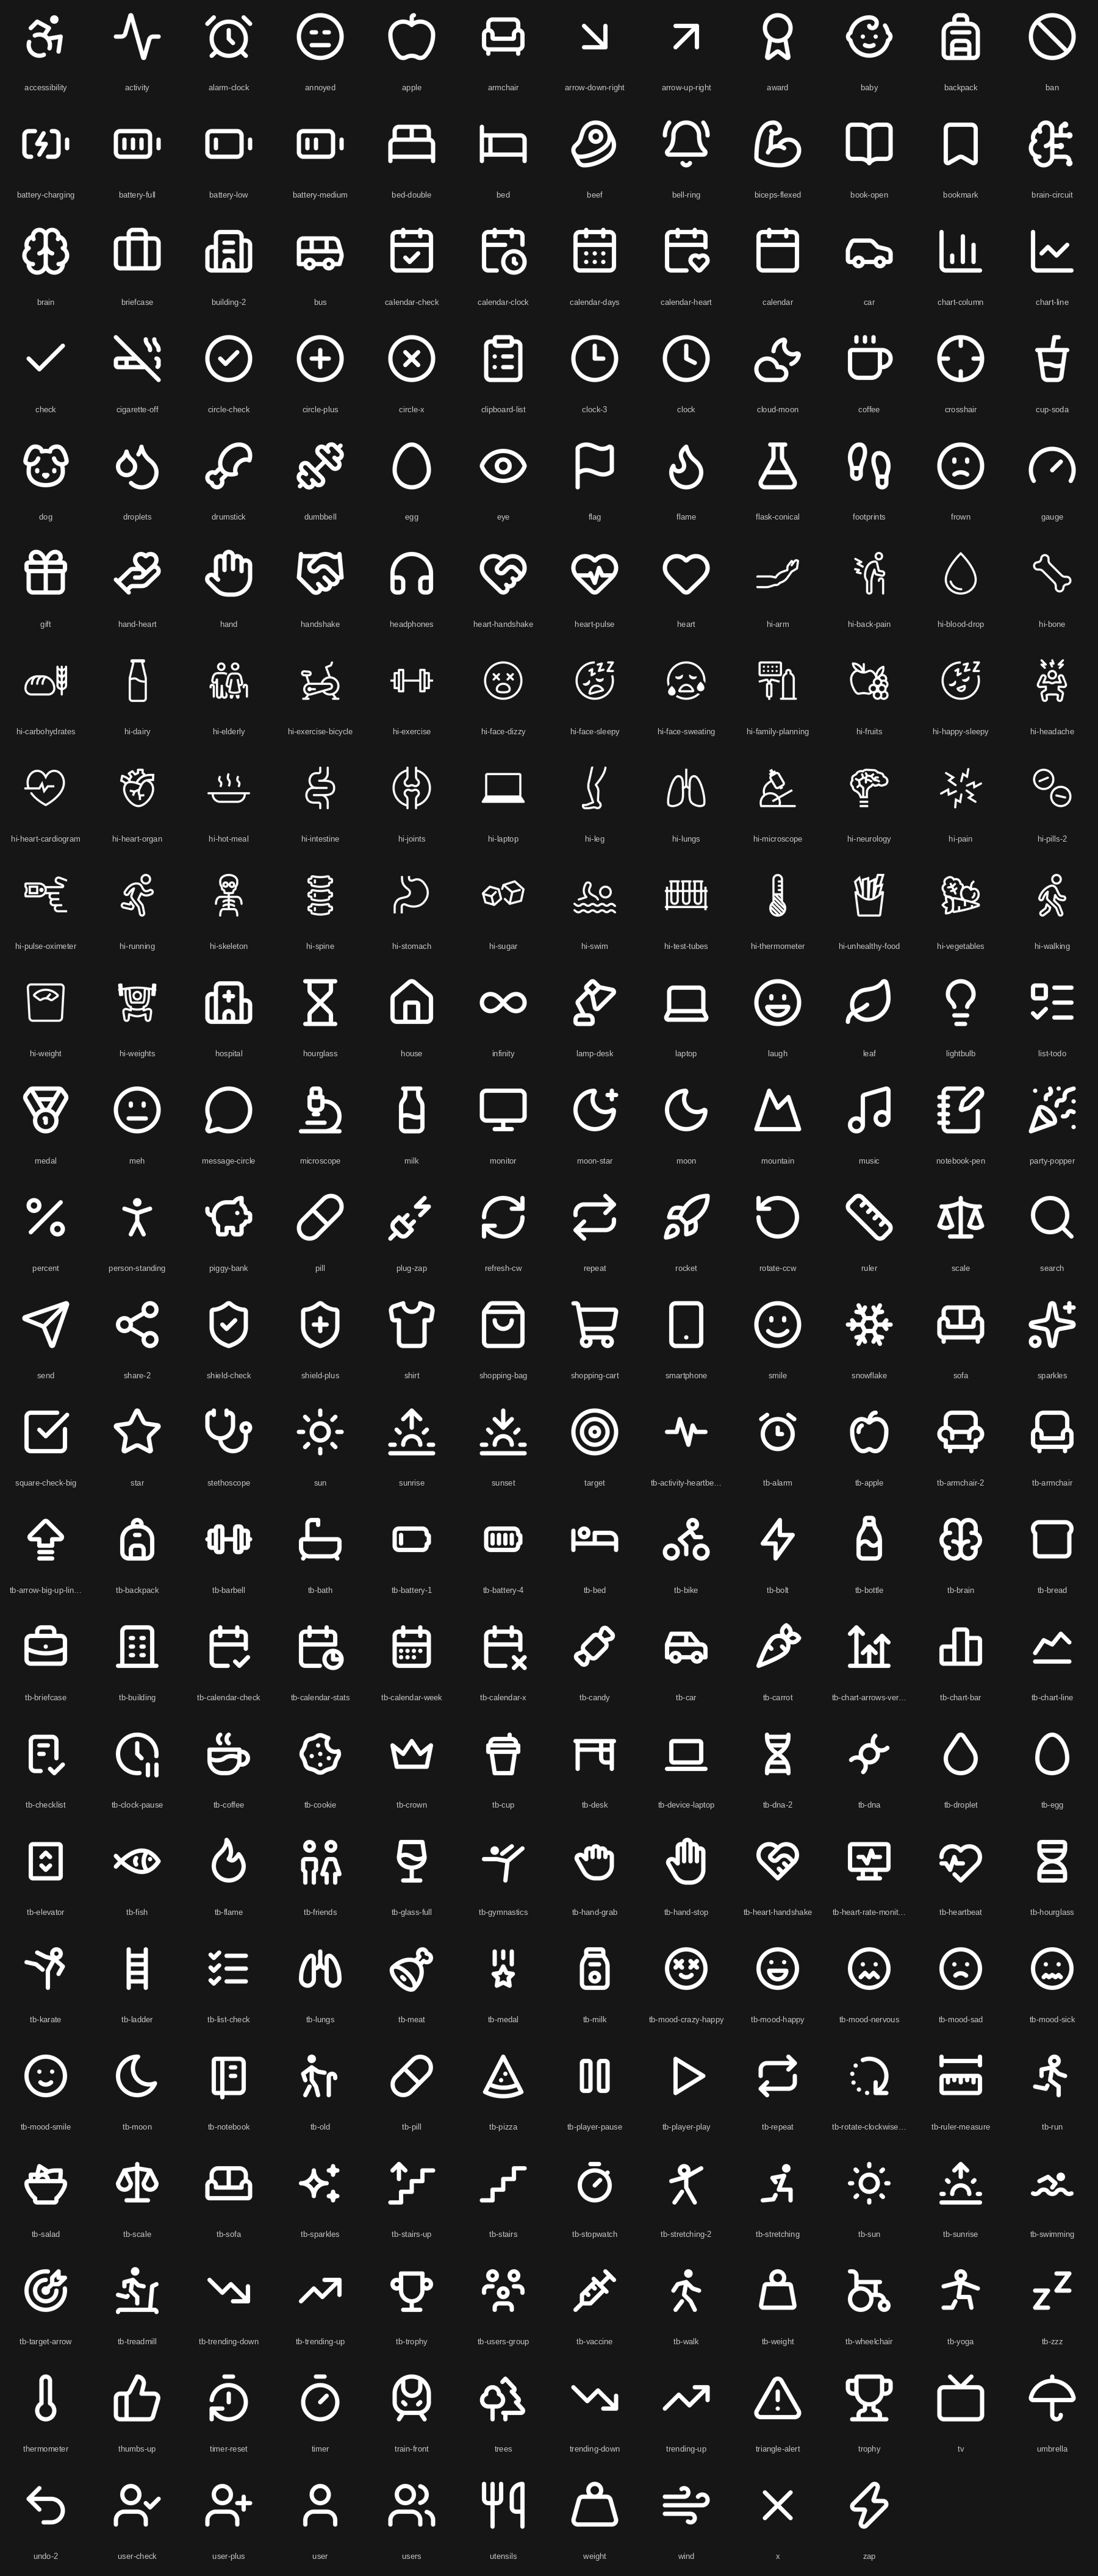 accessibility activity alarm-clock annoyed apple armchair arrow-down-right arrow-up-right award baby backpack ban
battery-charging battery-full battery-low battery-medium bed-double bed beef bell-ring biceps-flexed book-open bookmark brain-circuit
brain briefcase building-2 bus calendar-check calendar-clock calendar-days calendar-heart calendar car chart-column chart-line
check cigarette-off circle-check circle-plus circle-x clipboard-list clock-3 clock cloud-moon coffee crosshair cup-soda
dog droplets drumstick dumbbell egg eye flag flame flask-conical footprints frown gauge
gift hand-heart hand handshake headphones heart-handshake heart-pulse heart hi-arm hi-back-pain hi-blood-drop hi-bone
hi-carbohydrates hi-dairy hi-elderly hi-exercise-bicycle hi-exercise hi-face-dizzy hi-face-sleepy hi-face-sweating hi-family-planning hi-fruits hi-happy-sleepy hi-headache
hi-heart-cardiogram hi-heart-organ hi-hot-meal hi-intestine hi-joints hi-laptop hi-leg hi-lungs hi-microscope hi-neurology hi-pain hi-pills-2
hi-pulse-oximeter hi-running hi-skeleton hi-spine hi-stomach hi-sugar hi-swim hi-test-tubes hi-thermometer hi-unhealthy-food hi-vegetables hi-walking
hi-weight hi-weights hospital hourglass house infinity lamp-desk laptop laugh leaf lightbulb list-todo
medal meh message-circle microscope milk monitor moon-star moon mountain music notebook-pen party-popper
percent person-standing piggy-bank pill plug-zap refresh-cw repeat rocket rotate-ccw ruler scale search
send share-2 shield-check shield-plus shirt shopping-bag shopping-cart smartphone smile snowflake sofa sparkles
square-check-big star stethoscope sun sunrise sunset target tb-activity-heartbe… tb-alarm tb-apple tb-armchair-2 tb-armchair
tb-arrow-big-up-lin… tb-backpack tb-barbell tb-bath tb-battery-1 tb-battery-4 tb-bed tb-bike tb-bolt tb-bottle tb-brain tb-bread
tb-briefcase tb-building tb-calendar-check tb-calendar-stats tb-calendar-week tb-calendar-x tb-candy tb-car tb-carrot tb-chart-arrows-ver… tb-chart-bar tb-chart-line
tb-checklist tb-clock-pause tb-coffee tb-cookie tb-crown tb-cup tb-desk tb-device-laptop tb-dna-2 tb-dna tb-droplet tb-egg
tb-elevator tb-fish tb-flame tb-friends tb-glass-full tb-gymnastics tb-hand-grab tb-hand-stop tb-heart-handshake tb-heart-rate-monit… tb-heartbeat tb-hourglass
tb-karate tb-ladder tb-list-check tb-lungs tb-meat tb-medal tb-milk tb-mood-crazy-happy tb-mood-happy tb-mood-nervous tb-mood-sad tb-mood-sick
tb-mood-smile tb-moon tb-notebook tb-old tb-pill tb-pizza tb-player-pause tb-player-play tb-repeat tb-rotate-clockwise… tb-ruler-measure tb-run
tb-salad tb-scale tb-sofa tb-sparkles tb-stairs-up tb-stairs tb-stopwatch tb-stretching-2 tb-stretching tb-sun tb-sunrise tb-swimming
tb-target-arrow tb-treadmill tb-trending-down tb-trending-up tb-trophy tb-users-group tb-vaccine tb-walk tb-weight tb-wheelchair tb-yoga tb-zzz
thermometer thumbs-up timer-reset timer train-front trees trending-down trending-up triangle-alert trophy tv umbrella
undo-2 user-check user-plus user users utensils weight wind x zap